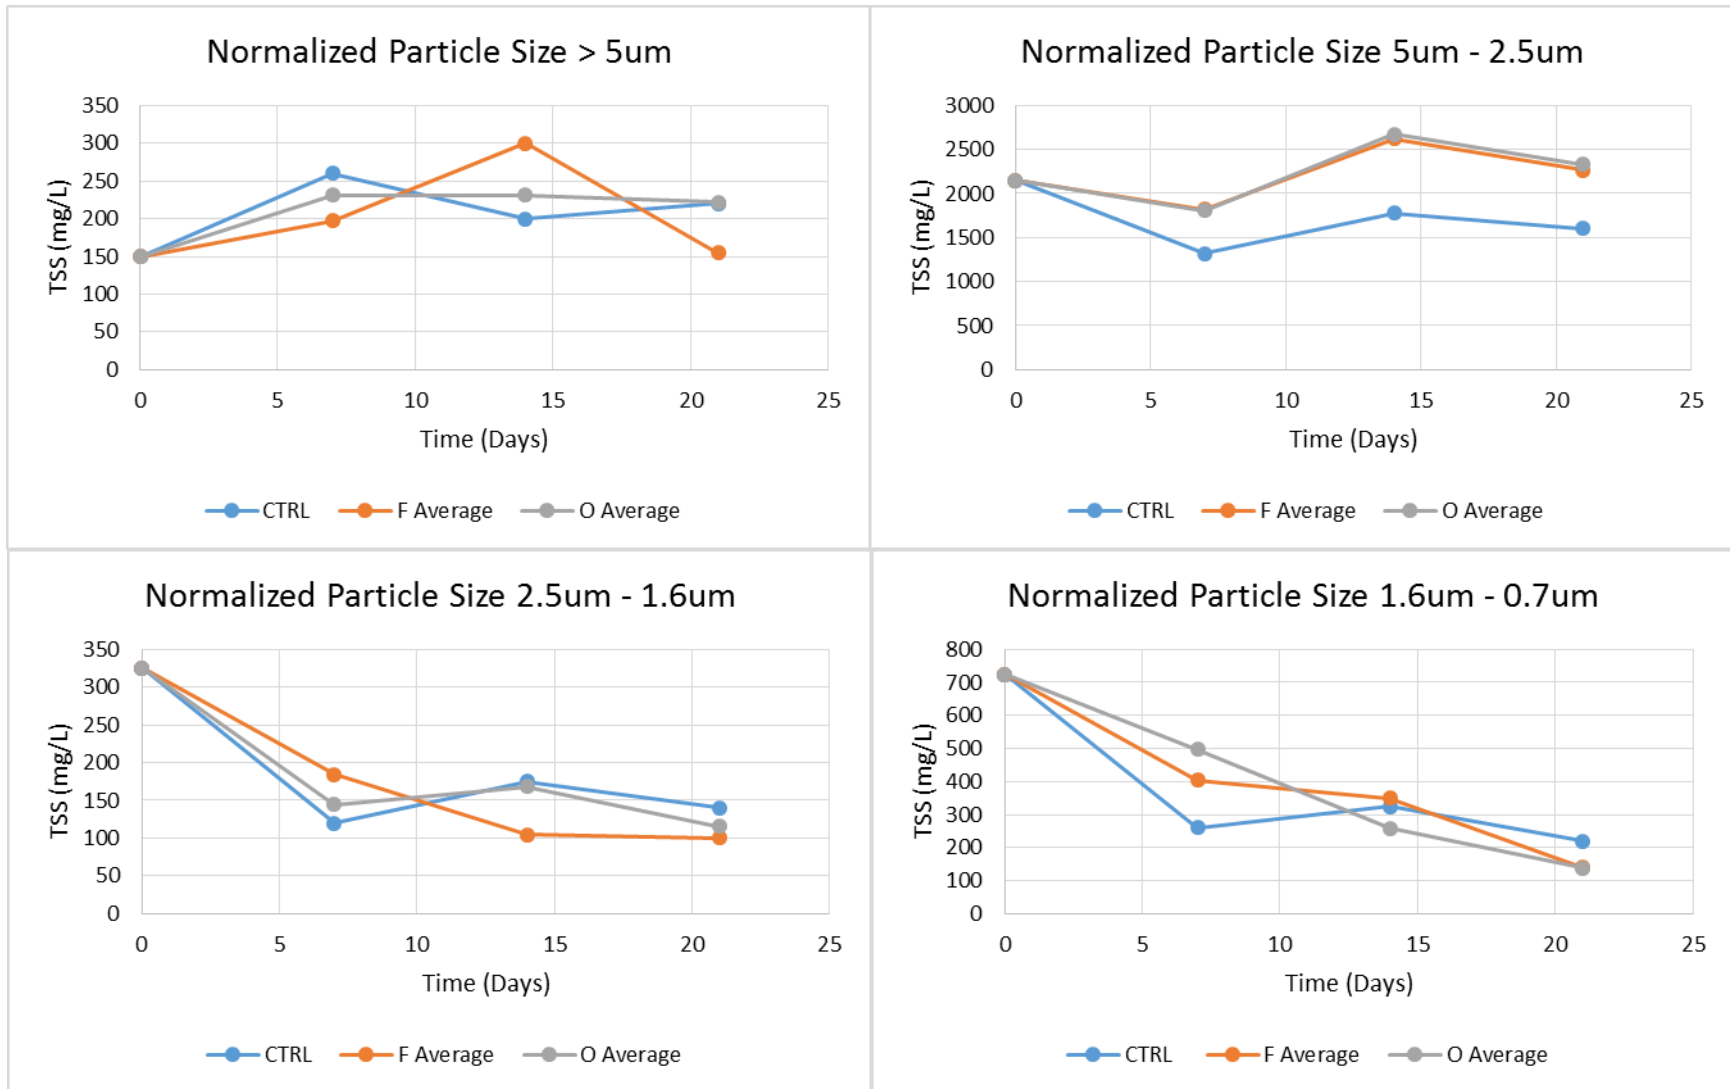 Normalized Particle Size > 5um
350
300
250
200
150
100
50
0
TSS (mg/L)
0 5 10 15 20 25
Time (Days)
CTRL F Average O Average
Normalized Particle Size 5um - 2.5um
3000
2500
2000
1500
1000
500
0
TSS (mg/L)
0 5 10 15 20 25
Time (Days)
CTRL F Average O Average
Normalized Particle Size 2.5um - 1.6um
350
300
250
200
150
100
50
0
TSS (mg/L)
0 5 10 15 20 25
Time (Days)
CTRL F Average O Average
Normalized Particle Size 1.6um - 0.7um
800
700
600
500
400
300
200
100
0
TSS (mg/L)
0 5 10 15 20 25
Time (Days)
CTRL F Average O Average